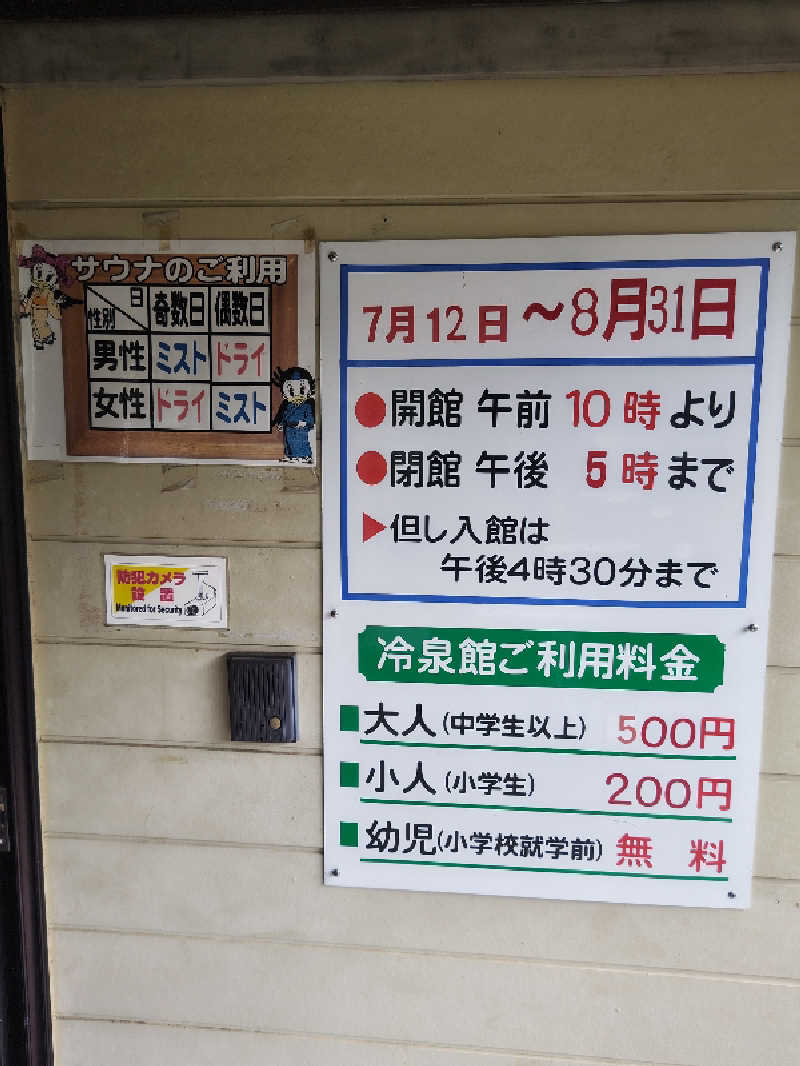 サウナのご利用
日 奇数日 偶数日
性別
男性 ミスト ドライ
女性 ドライ ミスト
防犯カメラ
設置
Monitored for Security
7月12日～8月31日
●開館 午前 10時より
●閉館 午後 5時まで
▶但し入館は
午後4時30分まで
冷泉館ご利用料金
■大人(中学生以上) 500円
■小人(小学生) 200円
■幼児(小学校就学前) 無料